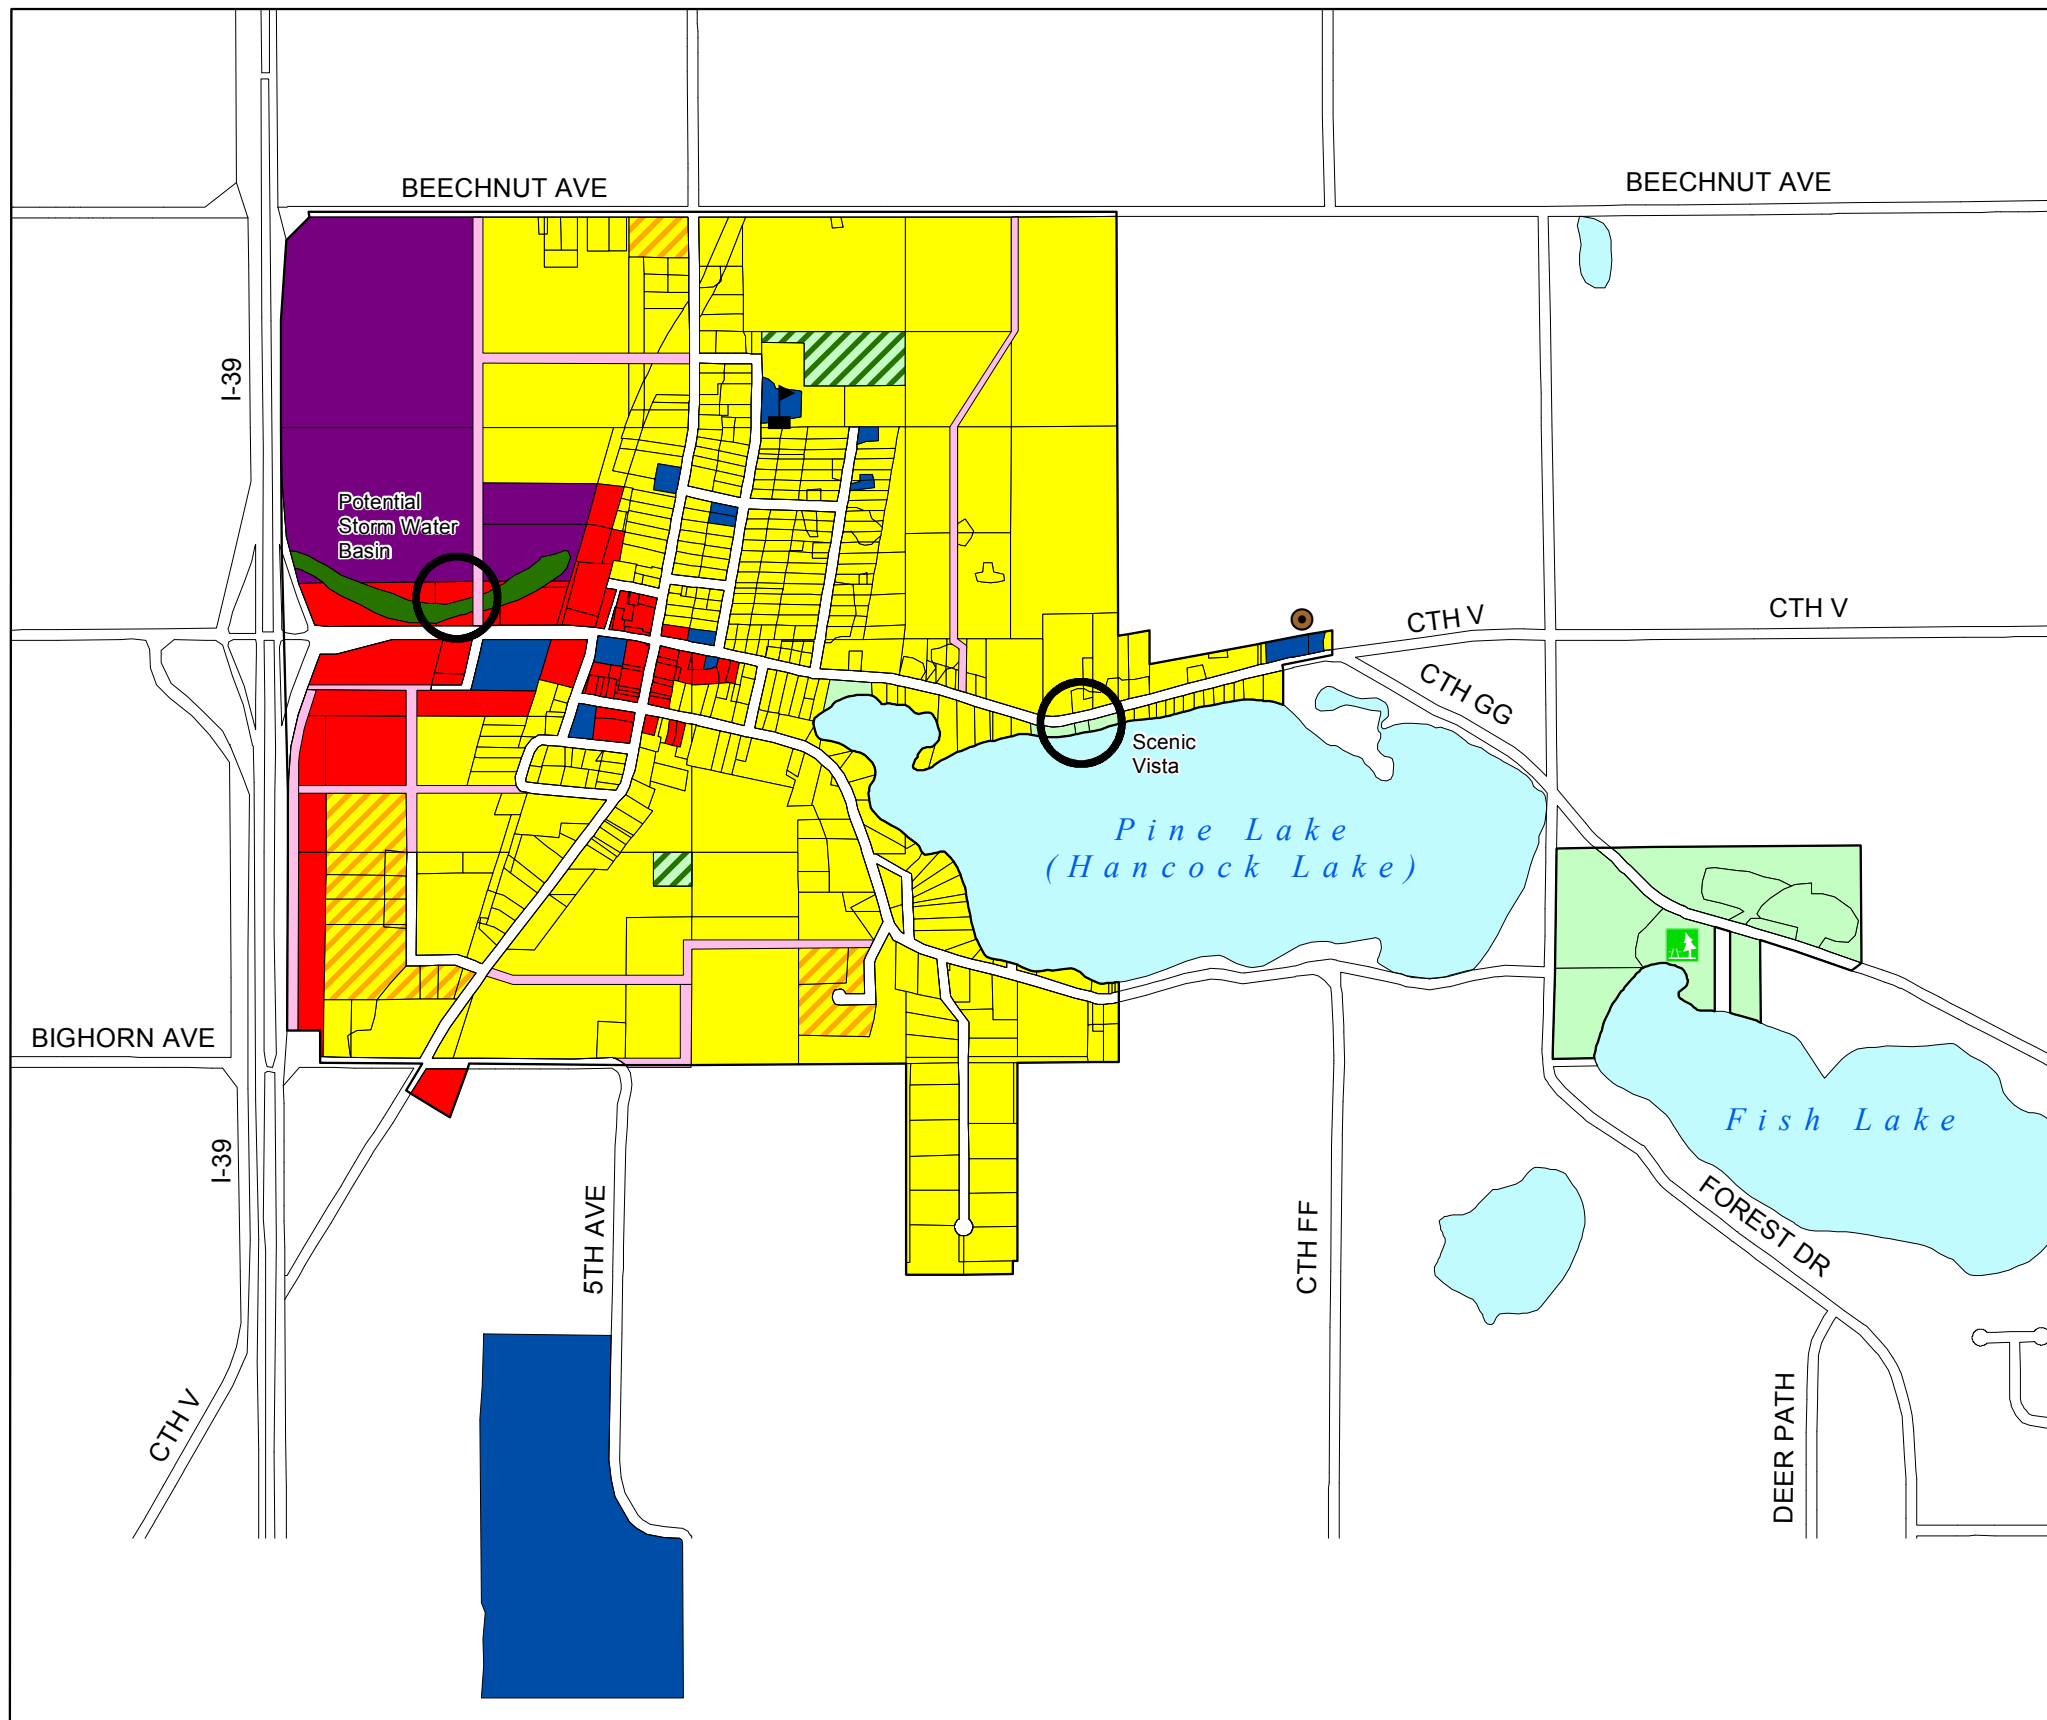 BEECHNUT AVE
BEECHNUT AVE
I-39
Potential
Storm Water
Basin
CTH V
CTH V
CTH GG
Scenic
Vista
Pine Lake
(Hancock Lake)
BIGHORN AVE
Fish Lake
I-39
5TH AVE
CTH FF
FOREST DR
CTH V
DEER PATH